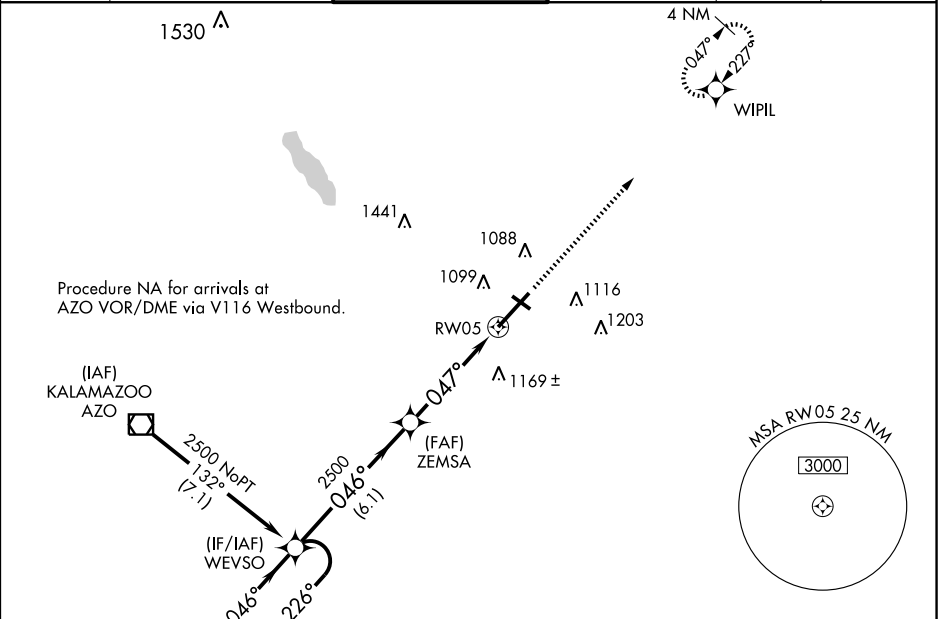 1530
4 NM
047°
227°
WIPIL
1441
1088
1099
1116
1203
Procedure NA for arrivals at
AZO VOR/DME via V116 Westbound.
RW05
1169 ±
047°
(IAF)
KALAMAZOO
AZO
(FAF)
ZEMSA
MSA RW05 25 NM
3000
2500 NoPT
132°
(7.1)
2500
046°
(6.1)
(IF/IAF)
WEVSO
046°
226°